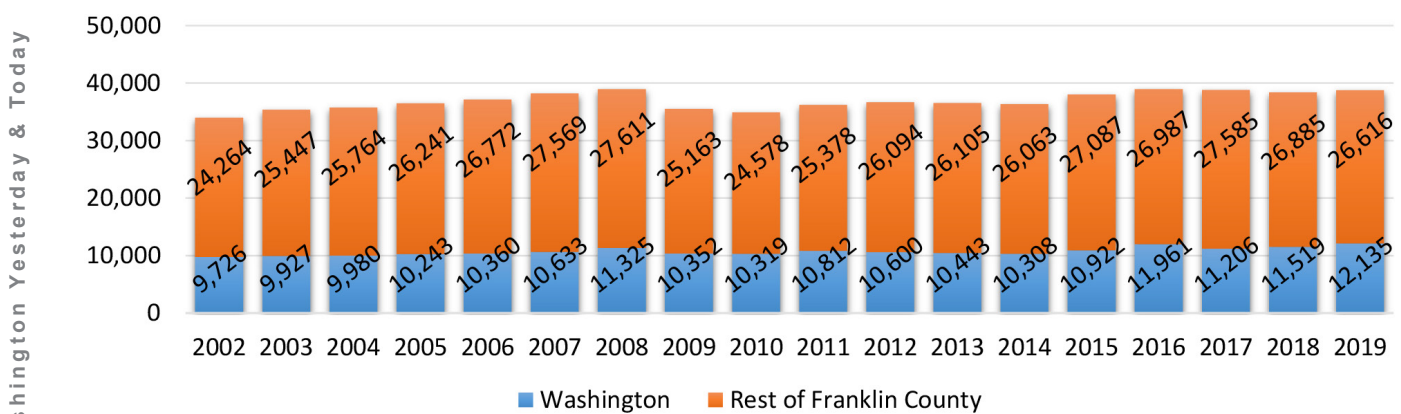 shington Yesterday & Today
50,000
40,000
30,000
20,000
10,000
0
24,264 25,447 25,764 26,241 26,772 27,569 27,611 25,163 24,578 25,378 26,094 26,105 26,063 27,087 26,987 27,585 26,885 26,616
9,726 9,927 9,980 10,243 10,360 10,633 11,325 10,352 10,319 10,812 10,600 10,443 10,308 10,922 11,961 11,206 11,519 12,135
2002 2003 2004 2005 2006 2007 2008 2009 2010 2011 2012 2013 2014 2015 2016 2017 2018 2019
Washington Rest of Franklin County